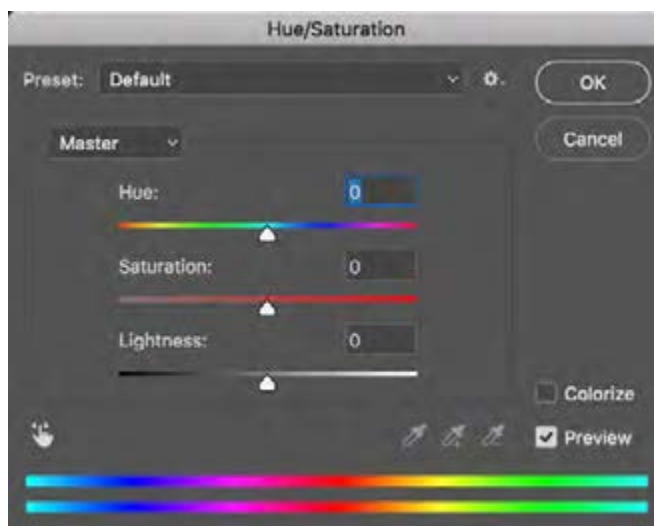 Hue/Saturation
Preset: Default
OK
Master
Cancel
Hue: 0
Saturation: 0
Lightness: 0
Colorize
Preview